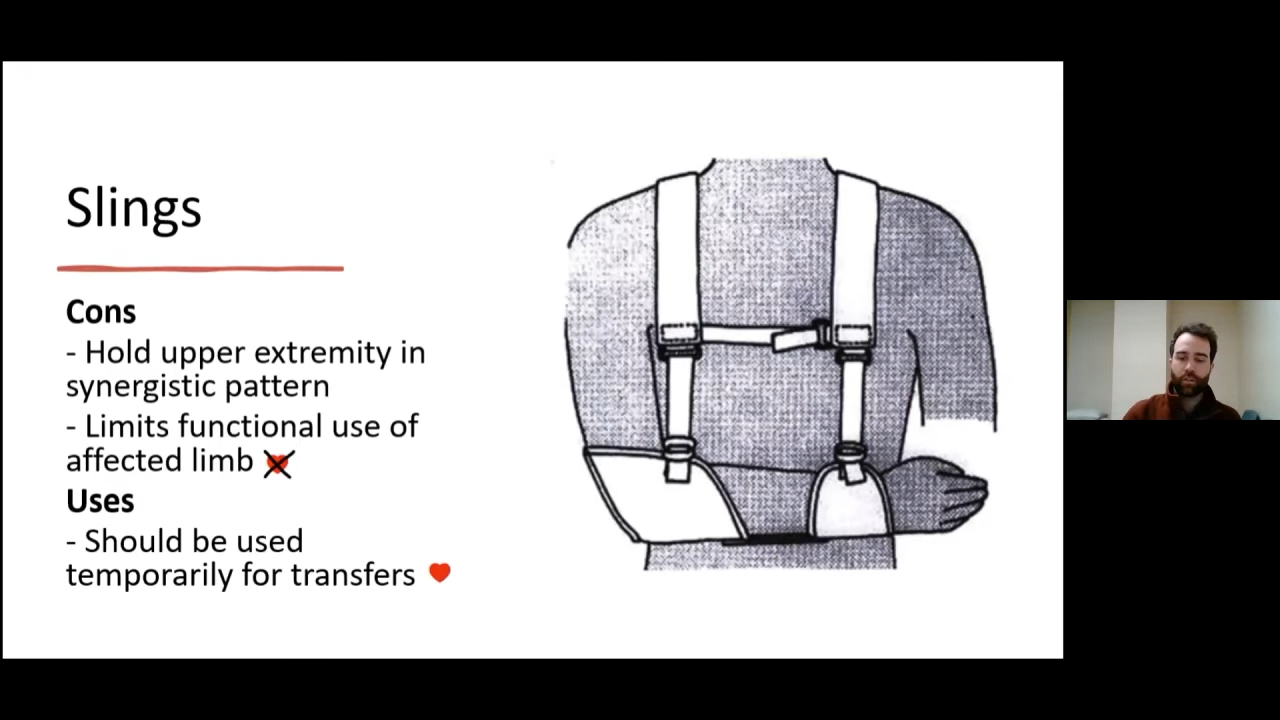 Slings
Cons
- Hold upper extremity in
synergistic pattern
- Limits functional use of
affected limb
Uses
- Should be used
temporarily for transfers